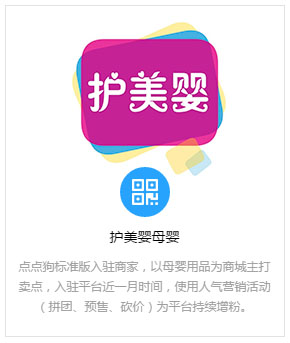 护美婴
护美婴母婴
点点狗标准版入驻商家，以母婴用品为商城主打
卖点，入驻平台近一月时间，使用人气营销活动
（拼团、预售、砍价）为平台持续增粉。